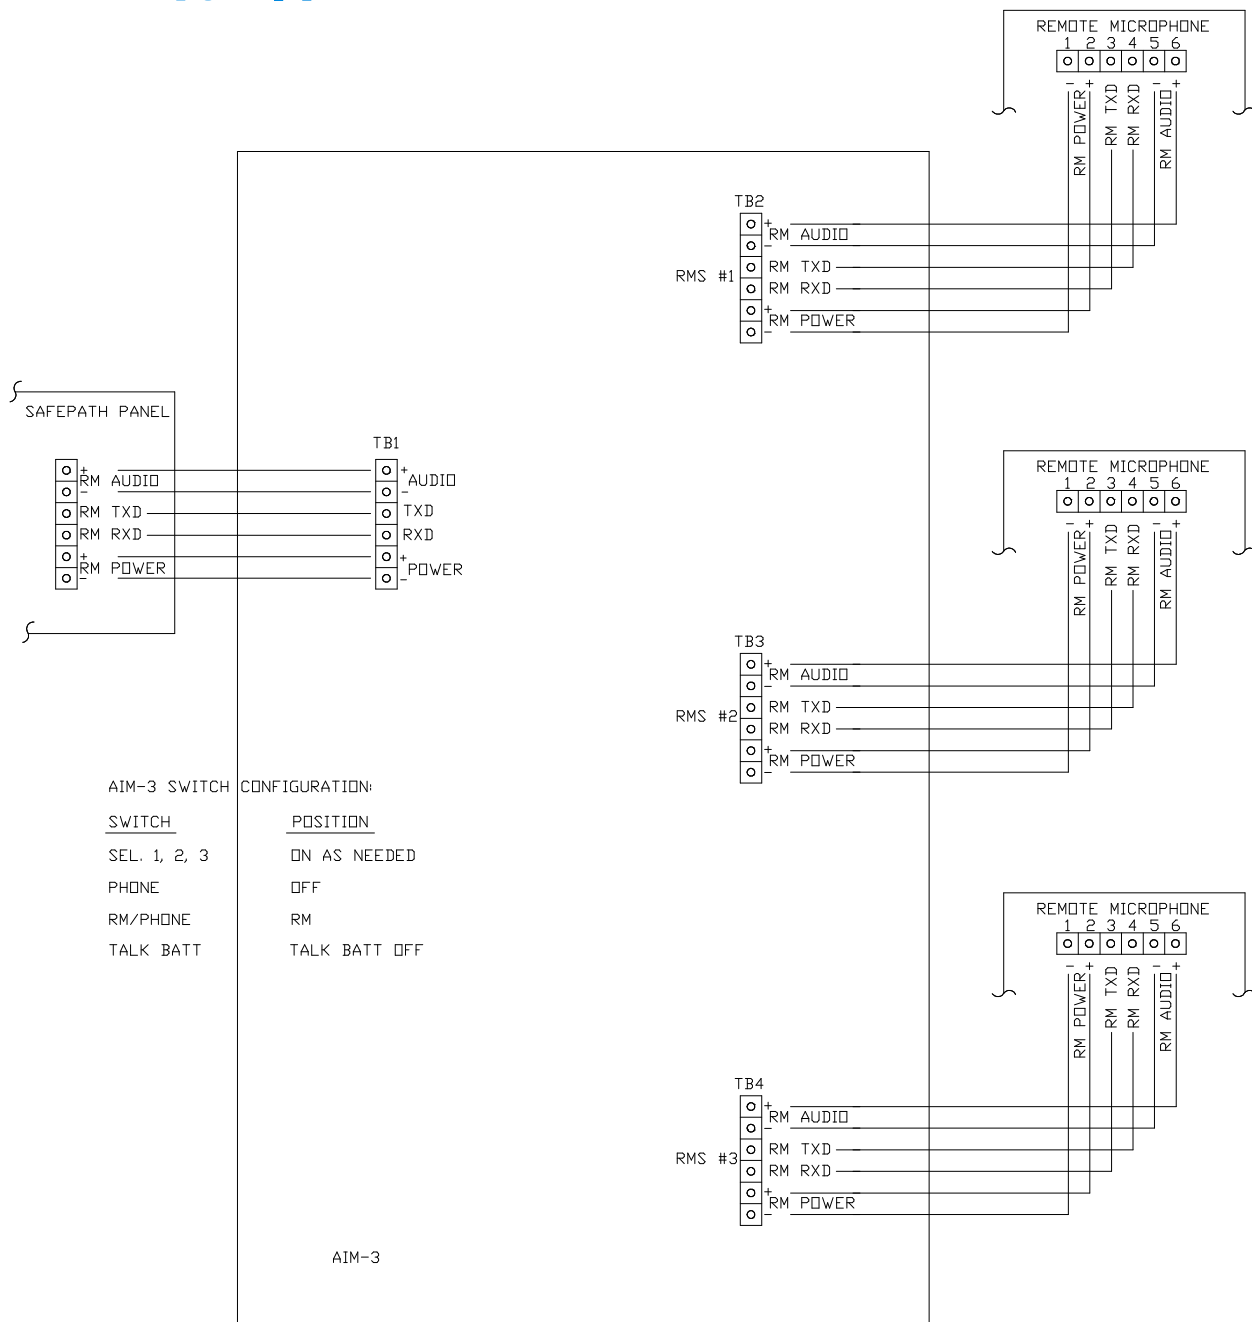 REMOTE MICROPHONE
1 2 3 4 5 6
- + - +
RM POWER
RM TXD
RM RXD
RM AUDIO
TB2
+
RM AUDIO
-
RM TXD
RMS #1
RM RXD
+
RM POWER
-
SAFEPATH PANEL
+
RM AUDIO
-
RM TXD
RM RXD
+
RM POWER
-
TB1
+
AUDIO
-
TXD
RXD
+
POWER
-
REMOTE MICROPHONE
1 2 3 4 5 6
- + - +
RM POWER
RM TXD
RM RXD
RM AUDIO
TB3
+
RM AUDIO
-
RM TXD
RMS #2
RM RXD
+
RM POWER
-
AIM-3 SWITCH CONFIGURATION:
SWITCH POSITION
SEL. 1, 2, 3 ON AS NEEDED
PHONE OFF
RM/PHONE RM
TALK BATT TALK BATT OFF
REMOTE MICROPHONE
1 2 3 4 5 6
- + - +
RM POWER
RM TXD
RM RXD
RM AUDIO
TB4
+
RM AUDIO
-
RM TXD
RMS #3
RM RXD
+
RM POWER
-
AIM-3